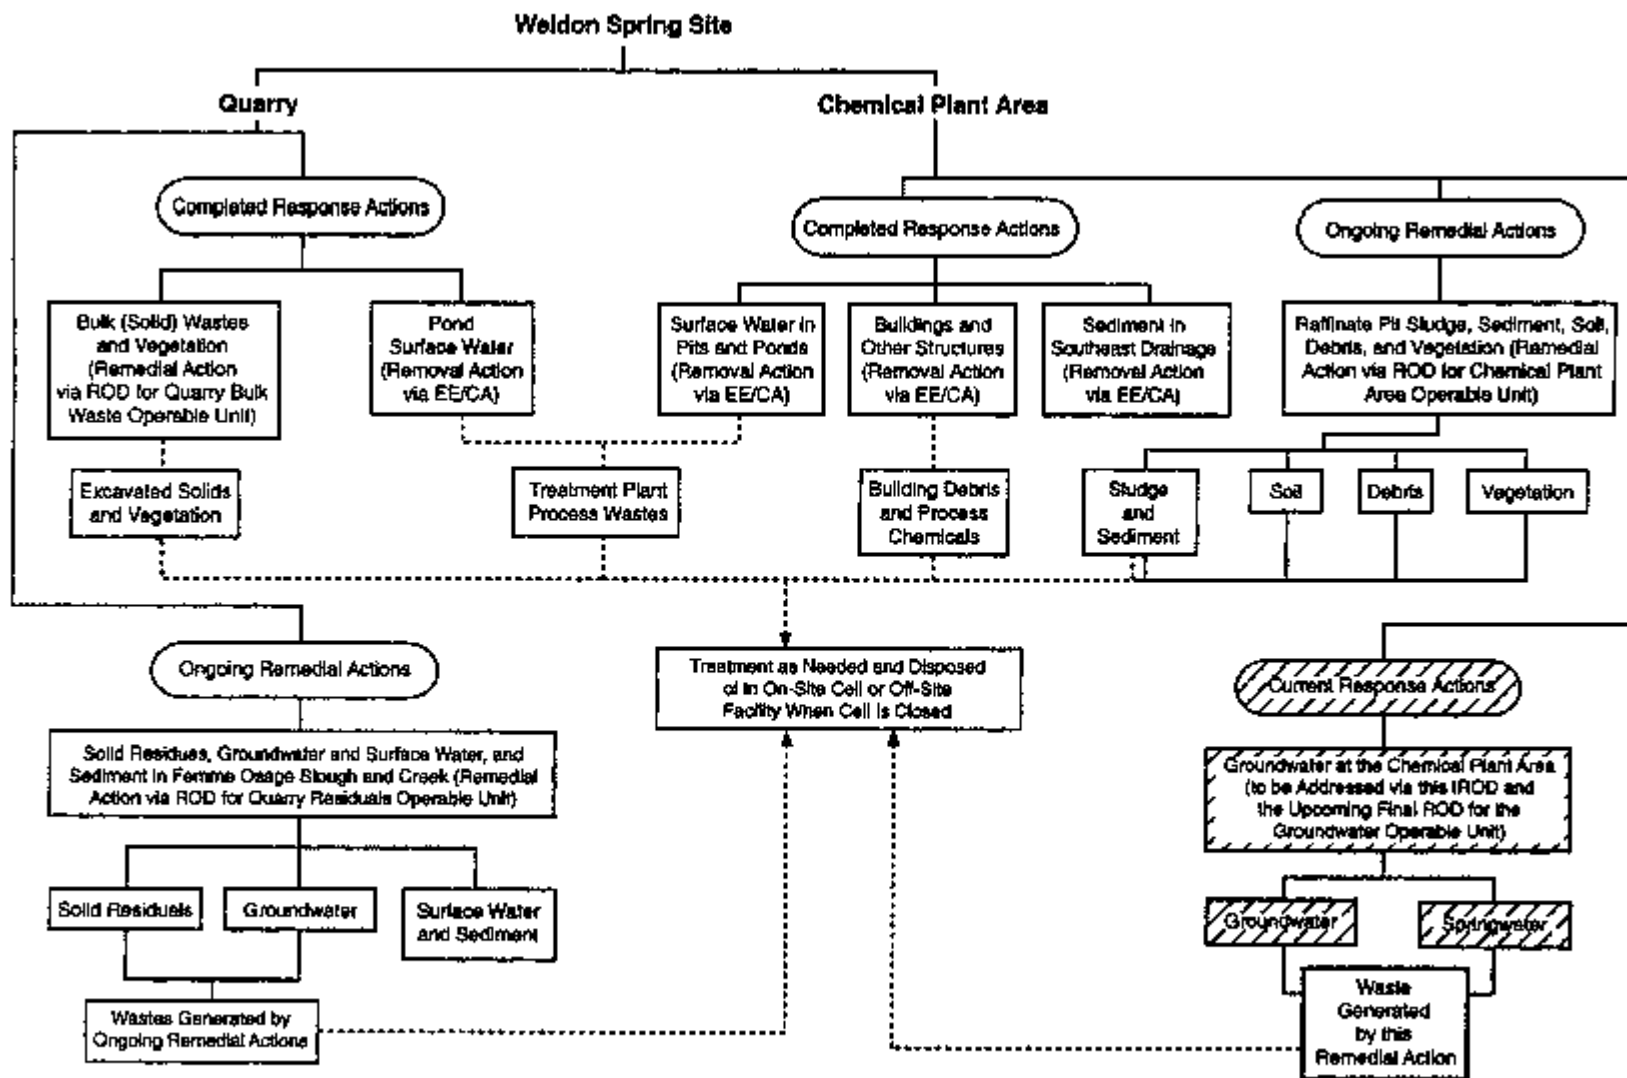 Weldon Spring Site
Quarry
Chemical Plant Area
Completed Response Actions
Completed Response Actions
Ongoing Remedial Actions
Bulk (Solid) Wastes
and Vegetation
(Remedial Action
via ROD for Quarry Bulk
Waste Operable Unit)
Pond
Surface Water
(Removal Action
via EE/CA)
Surface Water in
Pits and Ponds
(Removal Action
via EE/CA)
Buildings and
Other Structures
(Removal Action
via EE/CA)
Sediment in
Southeast Drainage
(Removal Action
via EE/CA)
Raffinate Pit Sludge, Sediment, Soil,
Debris, and Vegetation (Remedial
Action via ROD for Chemical Plant
Area Operable Unit)
Excavated Solids
and Vegetation
Treatment Plant
Process Wastes
Building Debris
and Process
Chemicals
Sludge
and
Sediment
Soil
Debris
Vegetation
Ongoing Remedial Actions
Treatment as Needed and Disposed
of in On-Site Cell or Off-Site
Facility When Cell is Closed
Current Response Actions
Solid Residues, Groundwater and Surface Water, and
Sediment in Femme Osage Slough and Creek (Remedial
Action via ROD for Quarry Residuals Operable Unit)
Groundwater at the Chemical Plant Area
(to be Addressed via this IROD and
the Upcoming Final ROD for the
Groundwater Operable Unit)
Solid Residuals
Groundwater
Surface Water
and Sediment
Groundwater
Springwater
Wastes Generated by
Ongoing Remedial Actions
Waste
Generated
by this
Remedial Action